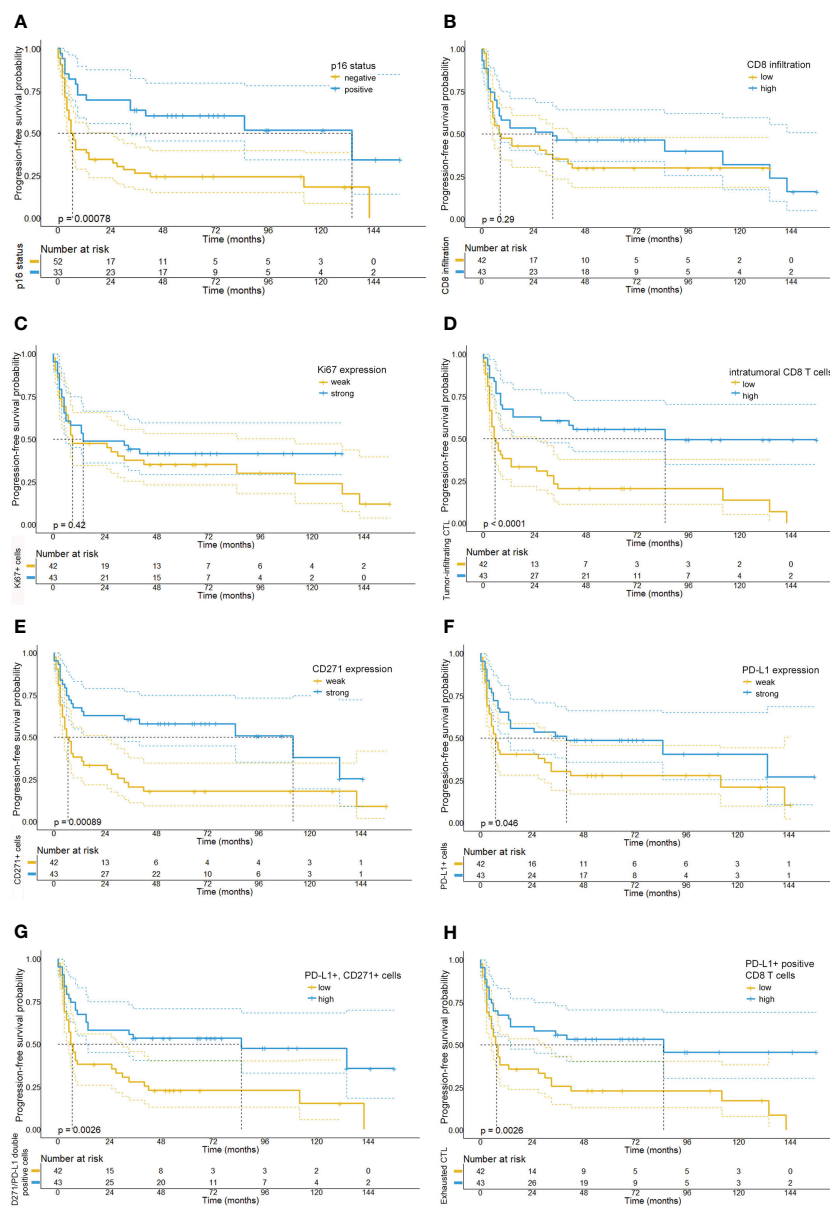 A
p16 status
negative
positive
Progression-free survival probability
1.00
0.75
0.50
0.25
0.00
p = 0.00078
0 24 48 72 96 120 144
Time (months)
Number at risk
p16 status
52 17 11 5 5 3 0
33 23 17 9 5 4 2
0 24 48 72 96 120 144
Time (months)
B
CD8 infiltration
low
high
Progression-free survival probability
1.00
0.75
0.50
0.25
0.00
p = 0.29
0 24 48 72 96 120 144
Time (months)
Number at risk
CD8 infiltration
42 17 10 5 5 2 0
43 23 18 9 5 4 2
0 24 48 72 96 120 144
Time (months)
C
Ki67 expression
weak
strong
Progression-free survival probability
1.00
0.75
0.50
0.25
0.00
p = 0.42
0 24 48 72 96 120 144
Time (months)
Number at risk
Ki67+ cells
42 19 13 7 6 4 2
43 21 15 7 4 2 0
0 24 48 72 96 120 144
Time (months)
D
intratumoral CD8 T cells
low
high
Progression-free survival probability
1.00
0.75
0.50
0.25
0.00
p < 0.0001
0 24 48 72 96 120 144
Time (months)
Number at risk
Tumor-infiltrating CTL
42 13 7 3 3 2 0
43 27 21 11 7 4 2
0 24 48 72 96 120 144
Time (months)
E
CD271 expression
weak
strong
Progression-free survival probability
1.00
0.75
0.50
0.25
0.00
p = 0.00089
0 24 48 72 96 120 144
Time (months)
Number at risk
CD271+ cells
42 13 6 4 4 3 1
43 27 22 10 6 3 1
0 24 48 72 96 120 144
Time (months)
F
PD-L1 expression
weak
strong
Progression-free survival probability
1.00
0.75
0.50
0.25
0.00
p = 0.046
0 24 48 72 96 120 144
Time (months)
Number at risk
PD-L1+ cells
42 16 11 6 6 3 1
43 24 17 8 4 3 1
0 24 48 72 96 120 144
Time (months)
G
PD-L1+, CD271+ cells
low
high
Progression-free survival probability
1.00
0.75
0.50
0.25
0.00
p = 0.0026
0 24 48 72 96 120 144
Time (months)
Number at risk
D271/PD-L1 double
positive cells
42 15 8 3 3 2 0
43 25 20 11 7 4 2
0 24 48 72 96 120 144
Time (months)
H
PD-L1+ positive
CD8 T cells
low
high
Progression-free survival probability
1.00
0.75
0.50
0.25
0.00
p = 0.0026
0 24 48 72 96 120 144
Time (months)
Number at risk
Exhausted CTL
42 14 9 5 5 3 0
43 26 19 9 5 3 2
0 24 48 72 96 120 144
Time (months)